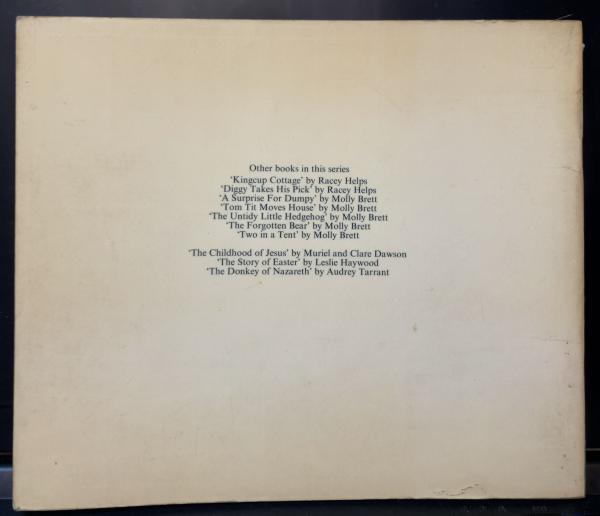 Other books in this series
'Kingcup Cottage' by Racey Helps
'Diggy Takes His Pick' by Racey Helps
'A Surprise For Dumpy' by Molly Brett
'Tom Tit Moves House' by Molly Brett
'The Untidy Little Hedgehog' by Molly Brett
'The Forgotten Bear' by Molly Brett
'Two in a Tent' by Molly Brett
'The Childhood of Jesus' by Muriel and Clare Dawson
'The Story of Easter' by Leslie Haywood
'The Donkey of Nazareth' by Audrey Tarrant